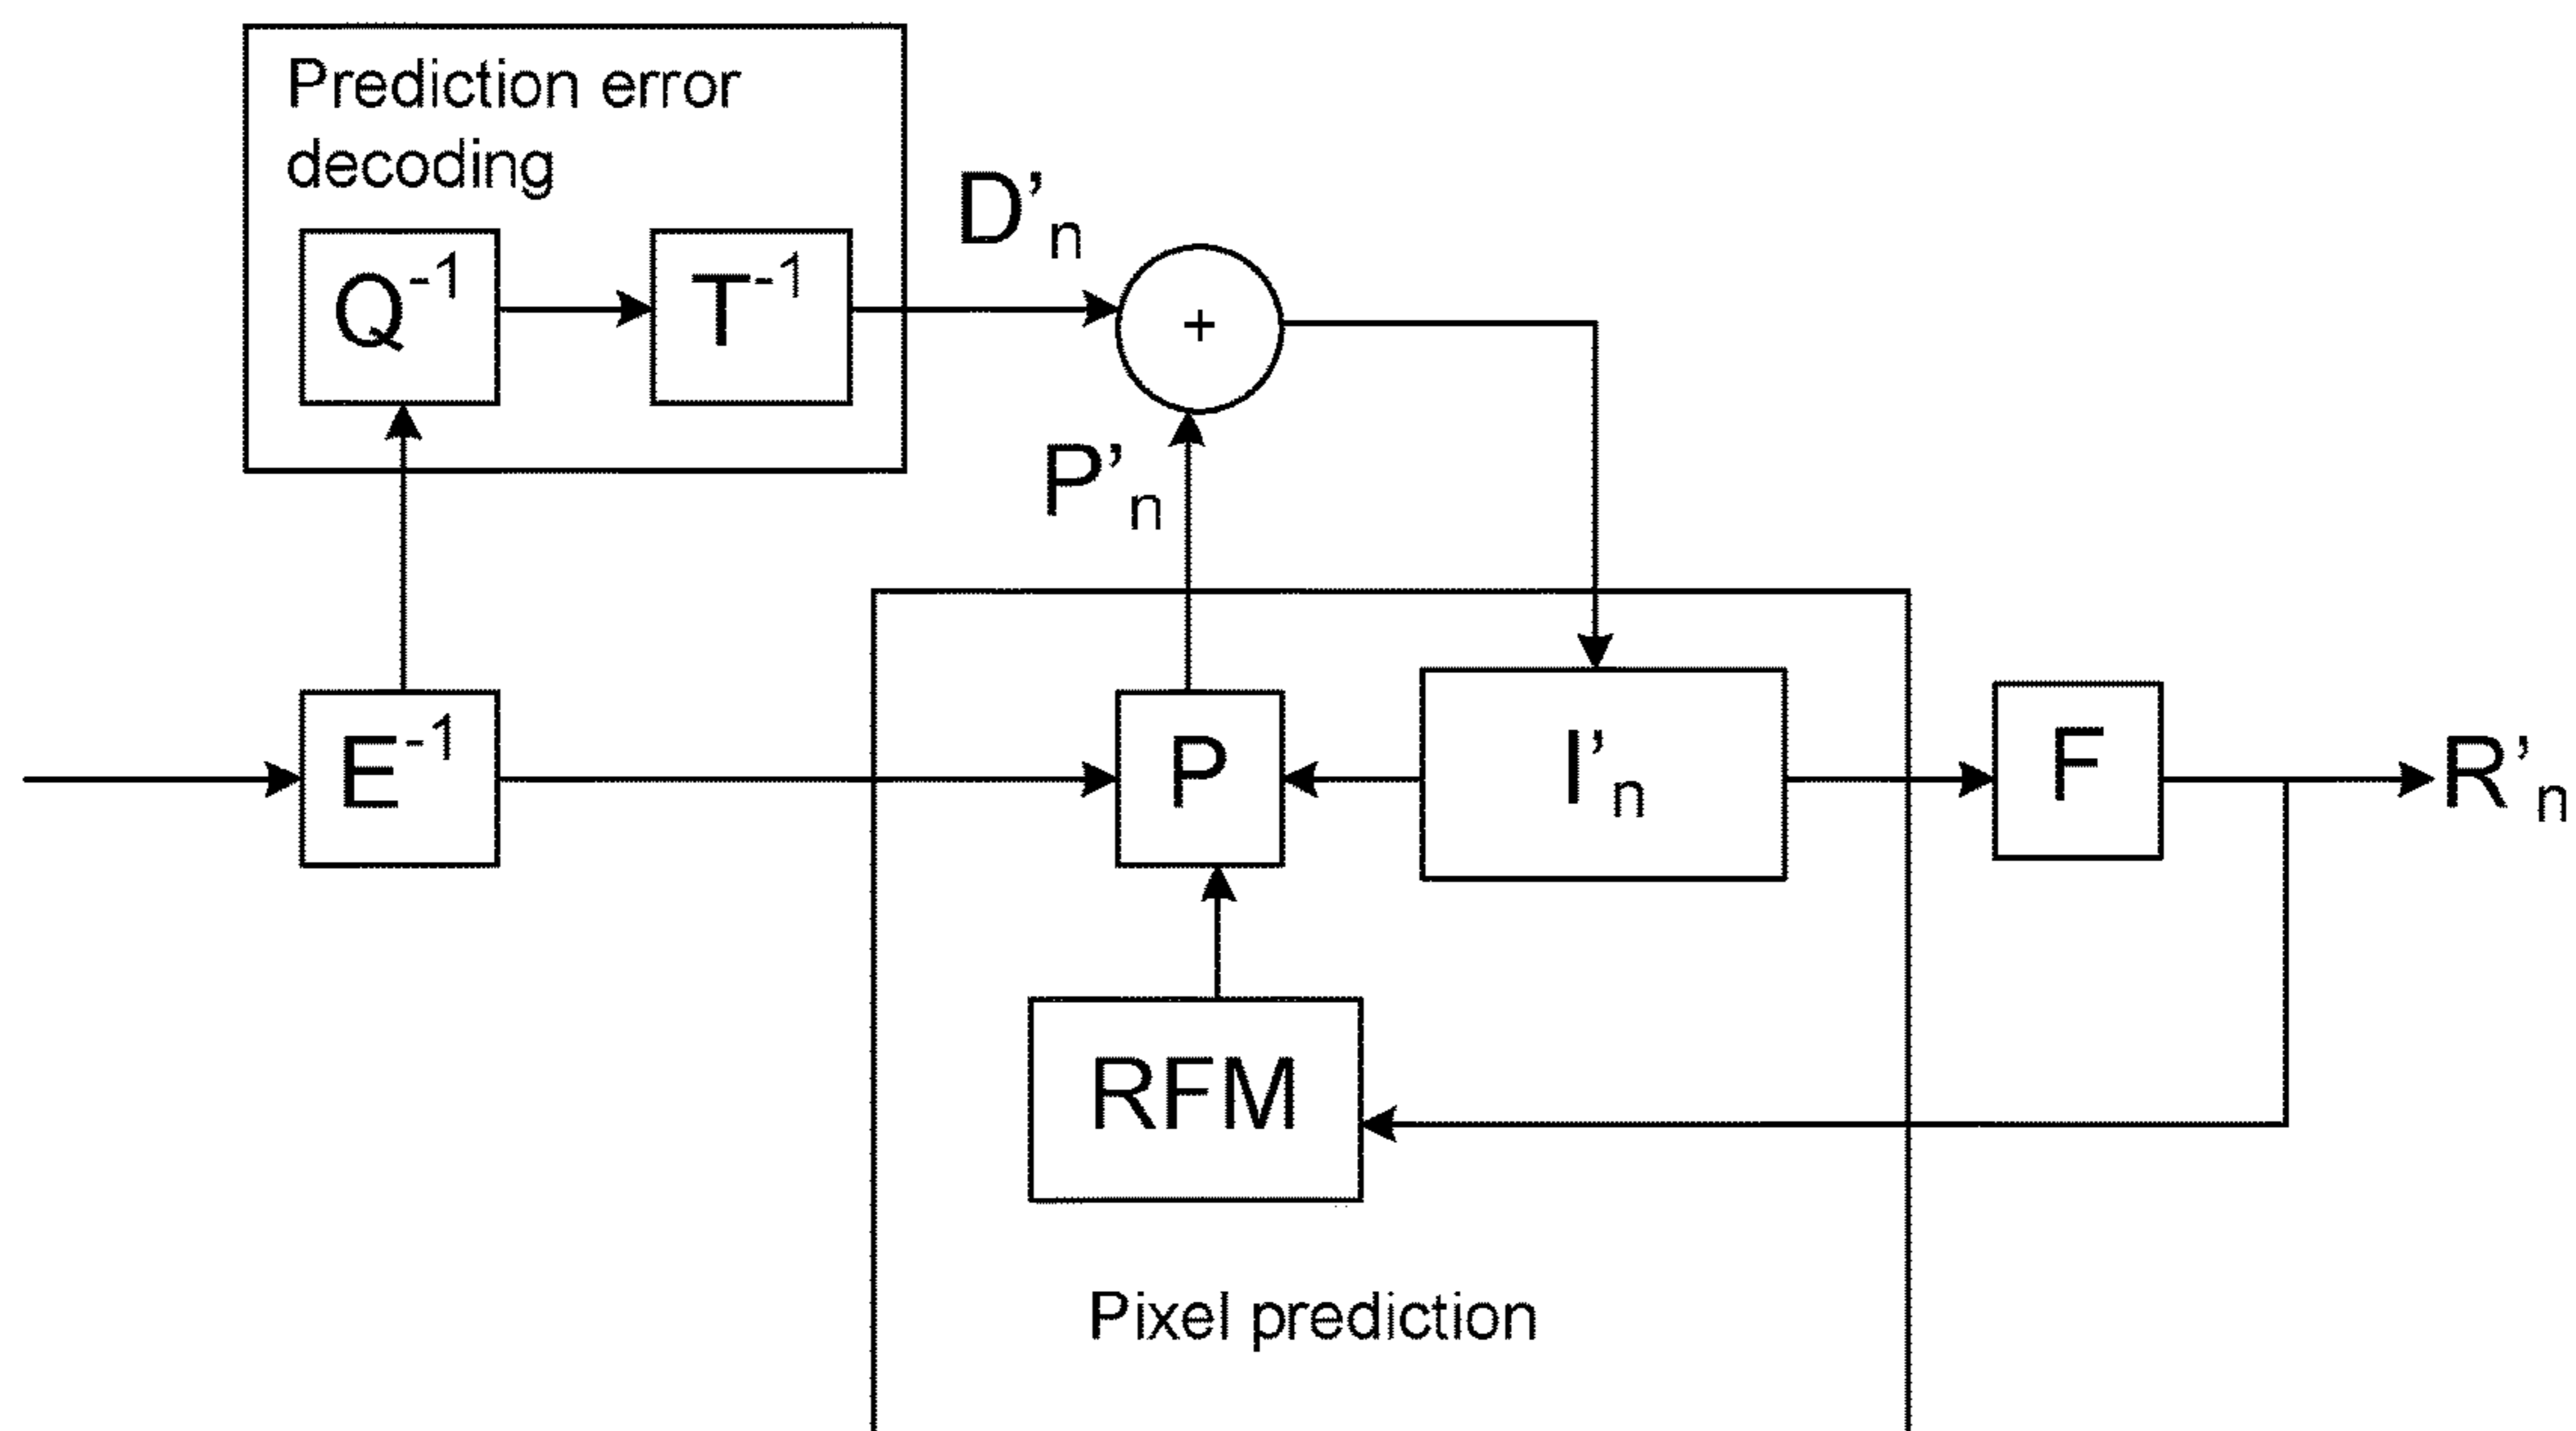 Prediction error
decoding
Q⁻¹
T⁻¹
D’ₙ
+
P’ₙ
E⁻¹
P
I’ₙ
F
R’ₙ
RFM
Pixel prediction